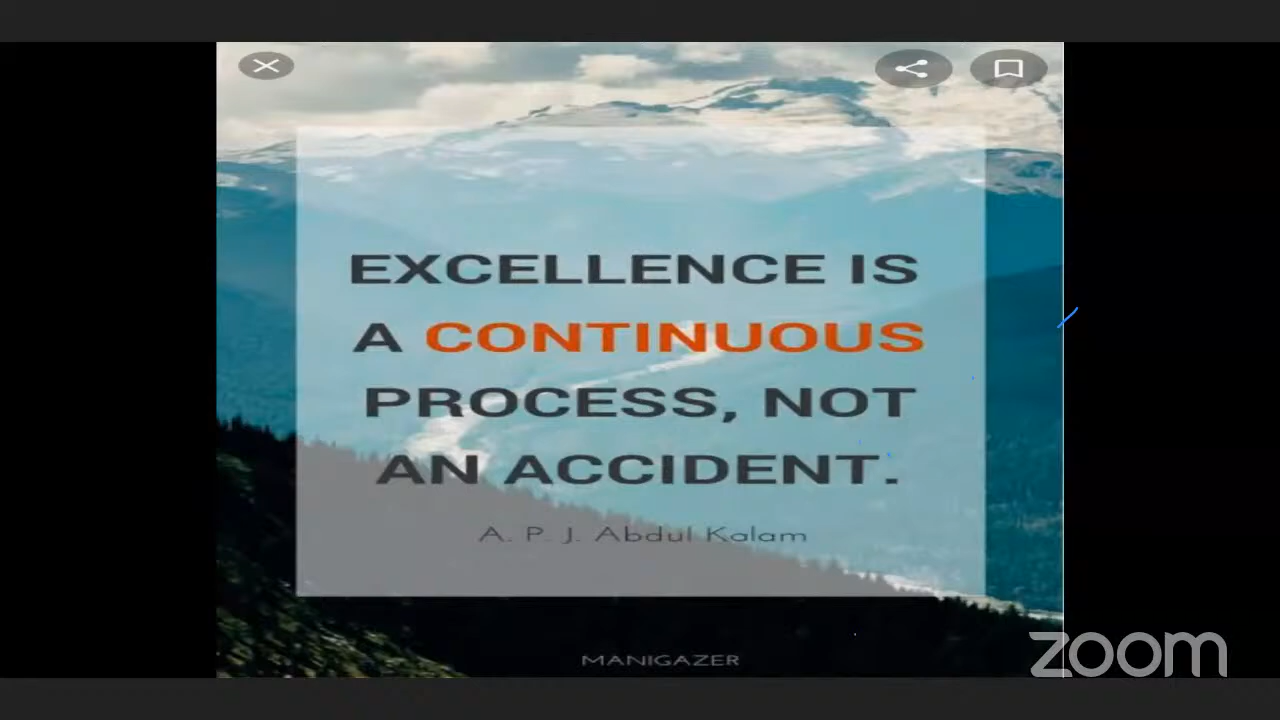 EXCELLENCE IS
A CONTINUOUS
PROCESS, NOT
AN ACCIDENT.
A. P. J. Abdul Kalam
MANIGAZER
zoom